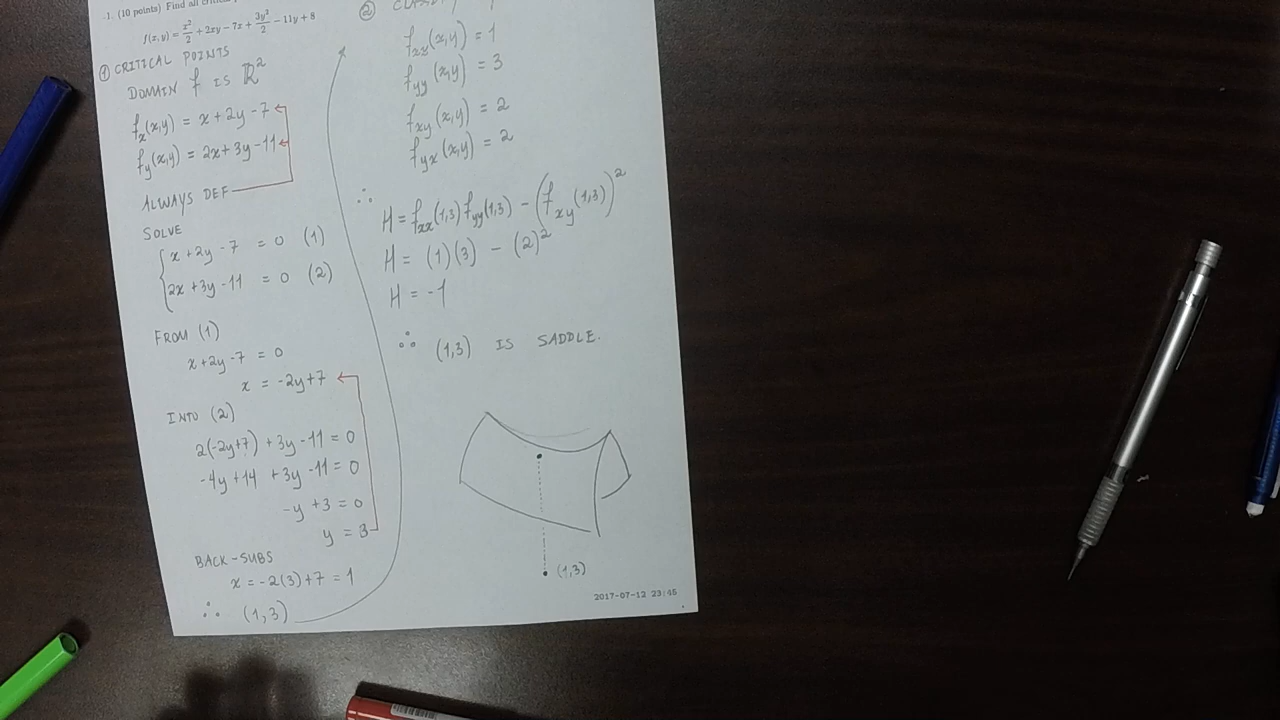 1. (10 points) Find all critical
f(x, y) = x²/2 + 2xy − 7x + 3y²/2 − 11y + 8
① CRITICAL POINTS
DOMAIN f IS ℝ²
fₓ(x,y) = x + 2y - 7
f_y(x,y) = 2x + 3y - 11
ALWAYS DEF
SOLVE
{ x + 2y - 7 = 0 (1)
2x + 3y - 11 = 0 (2)
FROM (1)
x + 2y - 7 = 0
x = -2y + 7
INTO (2)
2(-2y+7) + 3y - 11 = 0
-4y + 14 + 3y - 11 = 0
-y + 3 = 0
y = 3
BACK-SUBS
x = -2(3) + 7 = 1
∴ (1,3)
②
f_xx(x,y) = 1
f_yy(x,y) = 3
f_xy(x,y) = 2
f_yx(x,y) = 2
∴
H = f_xx(1,3) f_yy(1,3) - (f_xy(1,3))²
H = (1)(3) - (2)²
H = -1
∴ (1,3) IS SADDLE.
(1,3)
2017-07-12 23:45